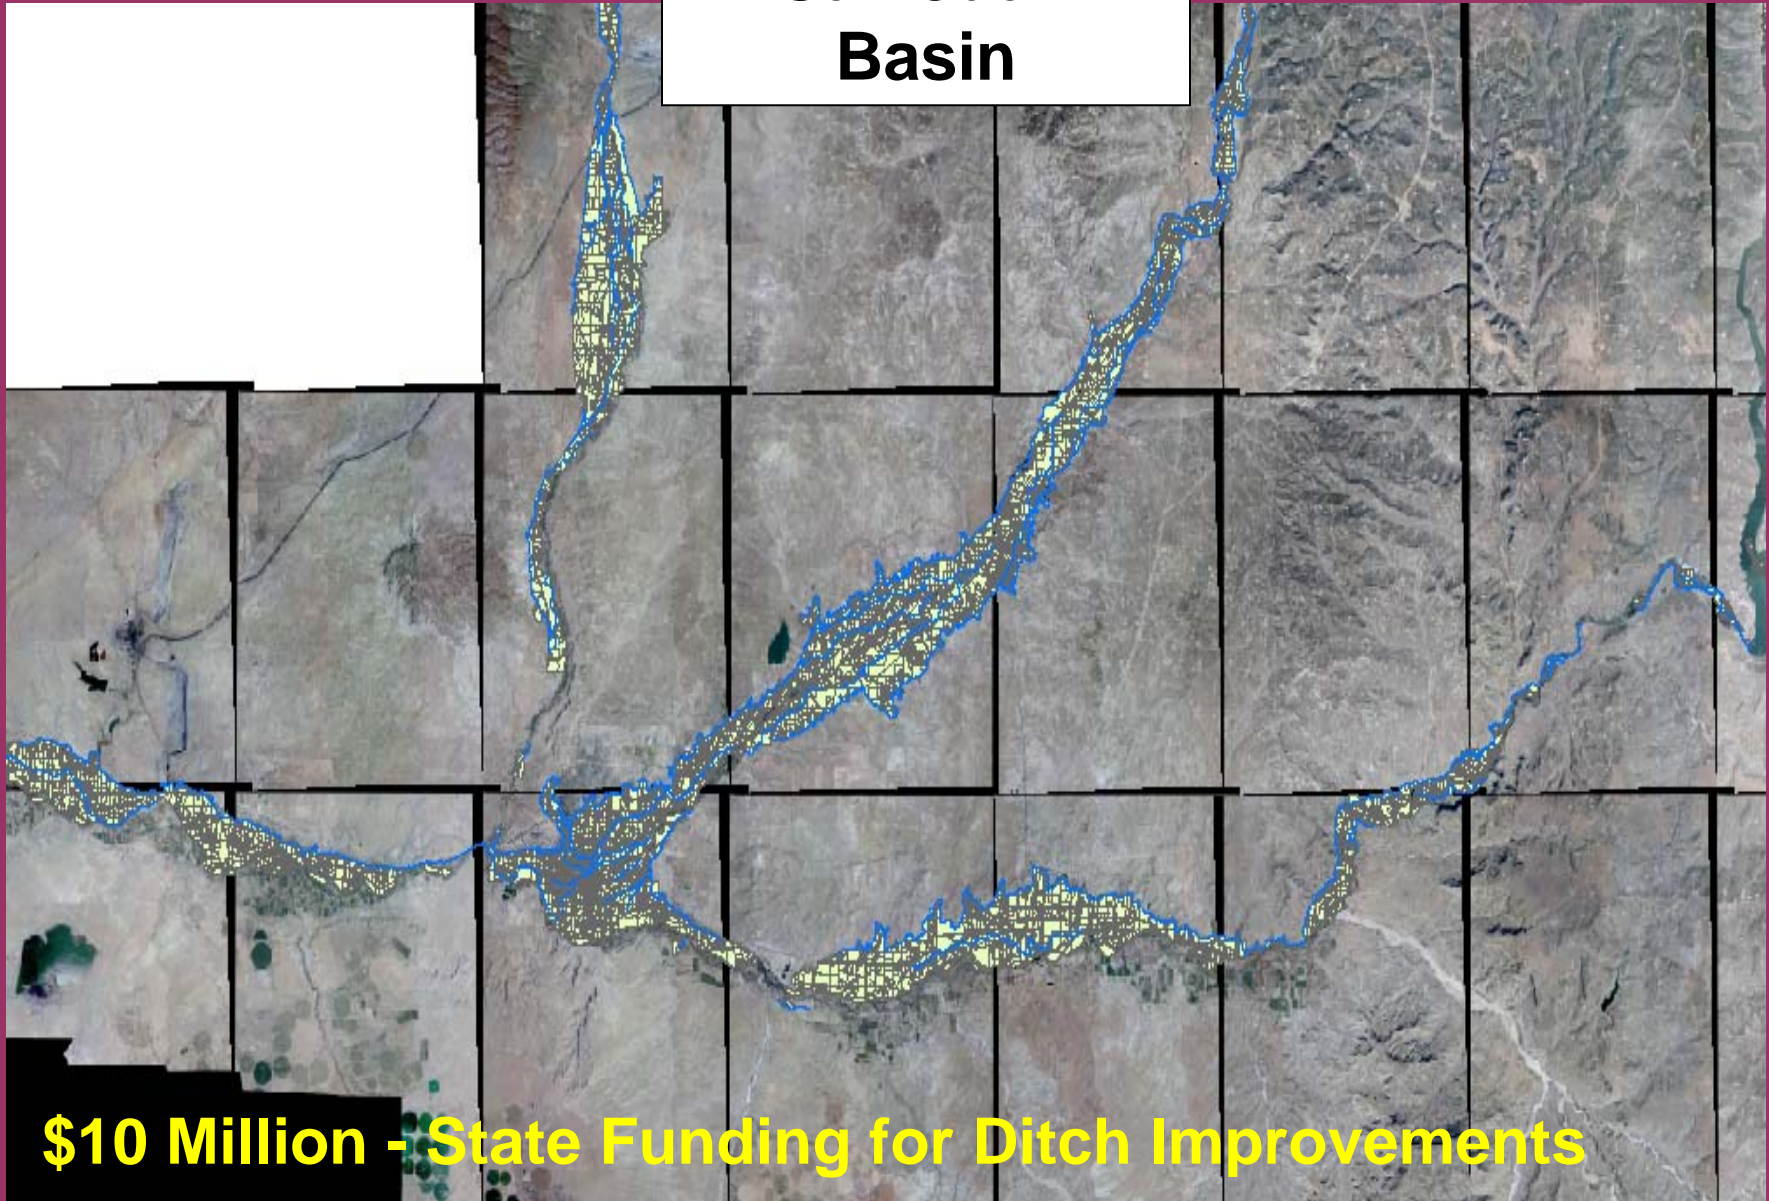 Basin
$10 Million - State Funding for Ditch Improvements